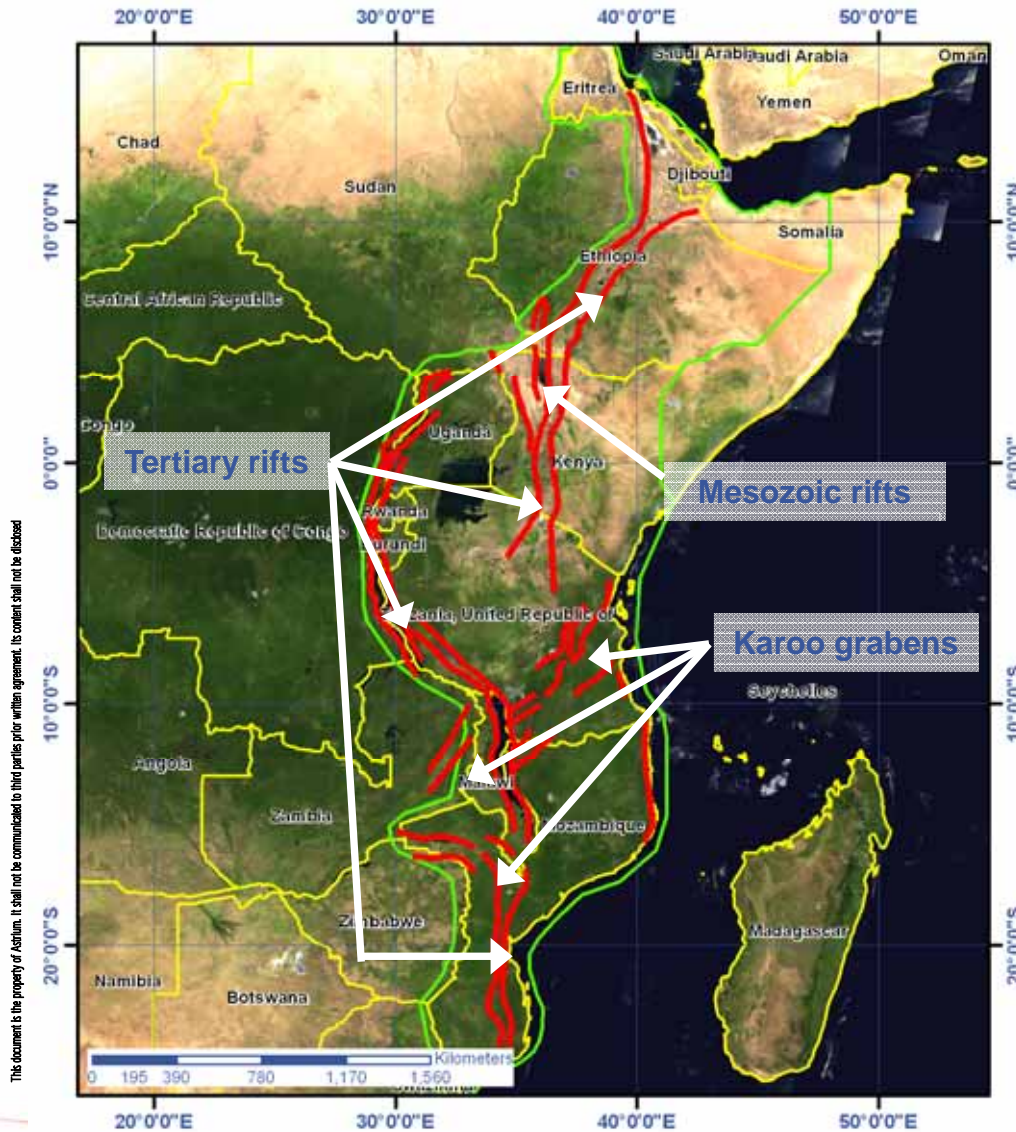 20°0'0"E
30°0'0"E
40°0'0"E
50°0'0"E
Saudi Arabia
audi Arabia
Oman
Eritrea
Yemen
Chad
Sudan
Djibouti
10°0'0"N
10°0'0"N
Somalia
Ethiopia
Central African Republic
Congo
Uganda
Tertiary rifts
Kenya
0°0'0"
0°0'0"
Mesozoic rifts
Rwanda
Democratic Republic of Congo
urundi
zania, United Republic of
Karoo grabens
Seychelles
10°0'0"S
10°0'0"S
Angola
Malawi
Zambia
Mozambique
Zimbabwe
Madagascar
20°0'0"S
20°0'0"S
Namibia
Botswana
Kilometers
0 195 390 780 1,170 1,560
Swaziland
20°0'0"E
30°0'0"E
40°0'0"E
50°0'0"E
This document is the property of Astrium. It shall not be communicated to third parties prior written agreement. Its content shall not be disclosed